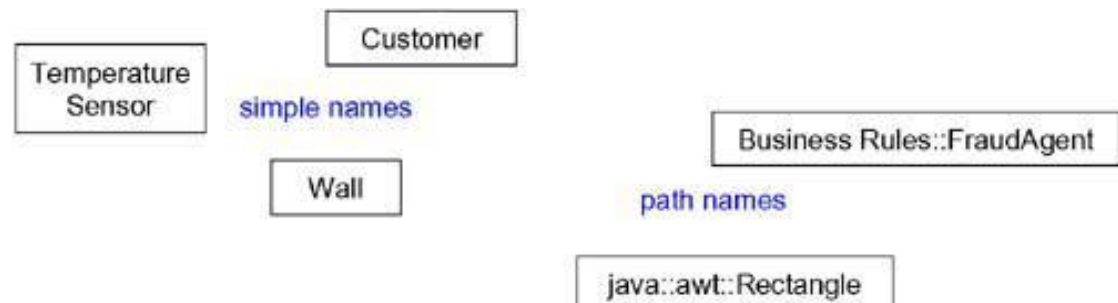 Customer
Temperature
Sensor
simple names
Business Rules::FraudAgent
Wall
path names
java::awt::Rectangle